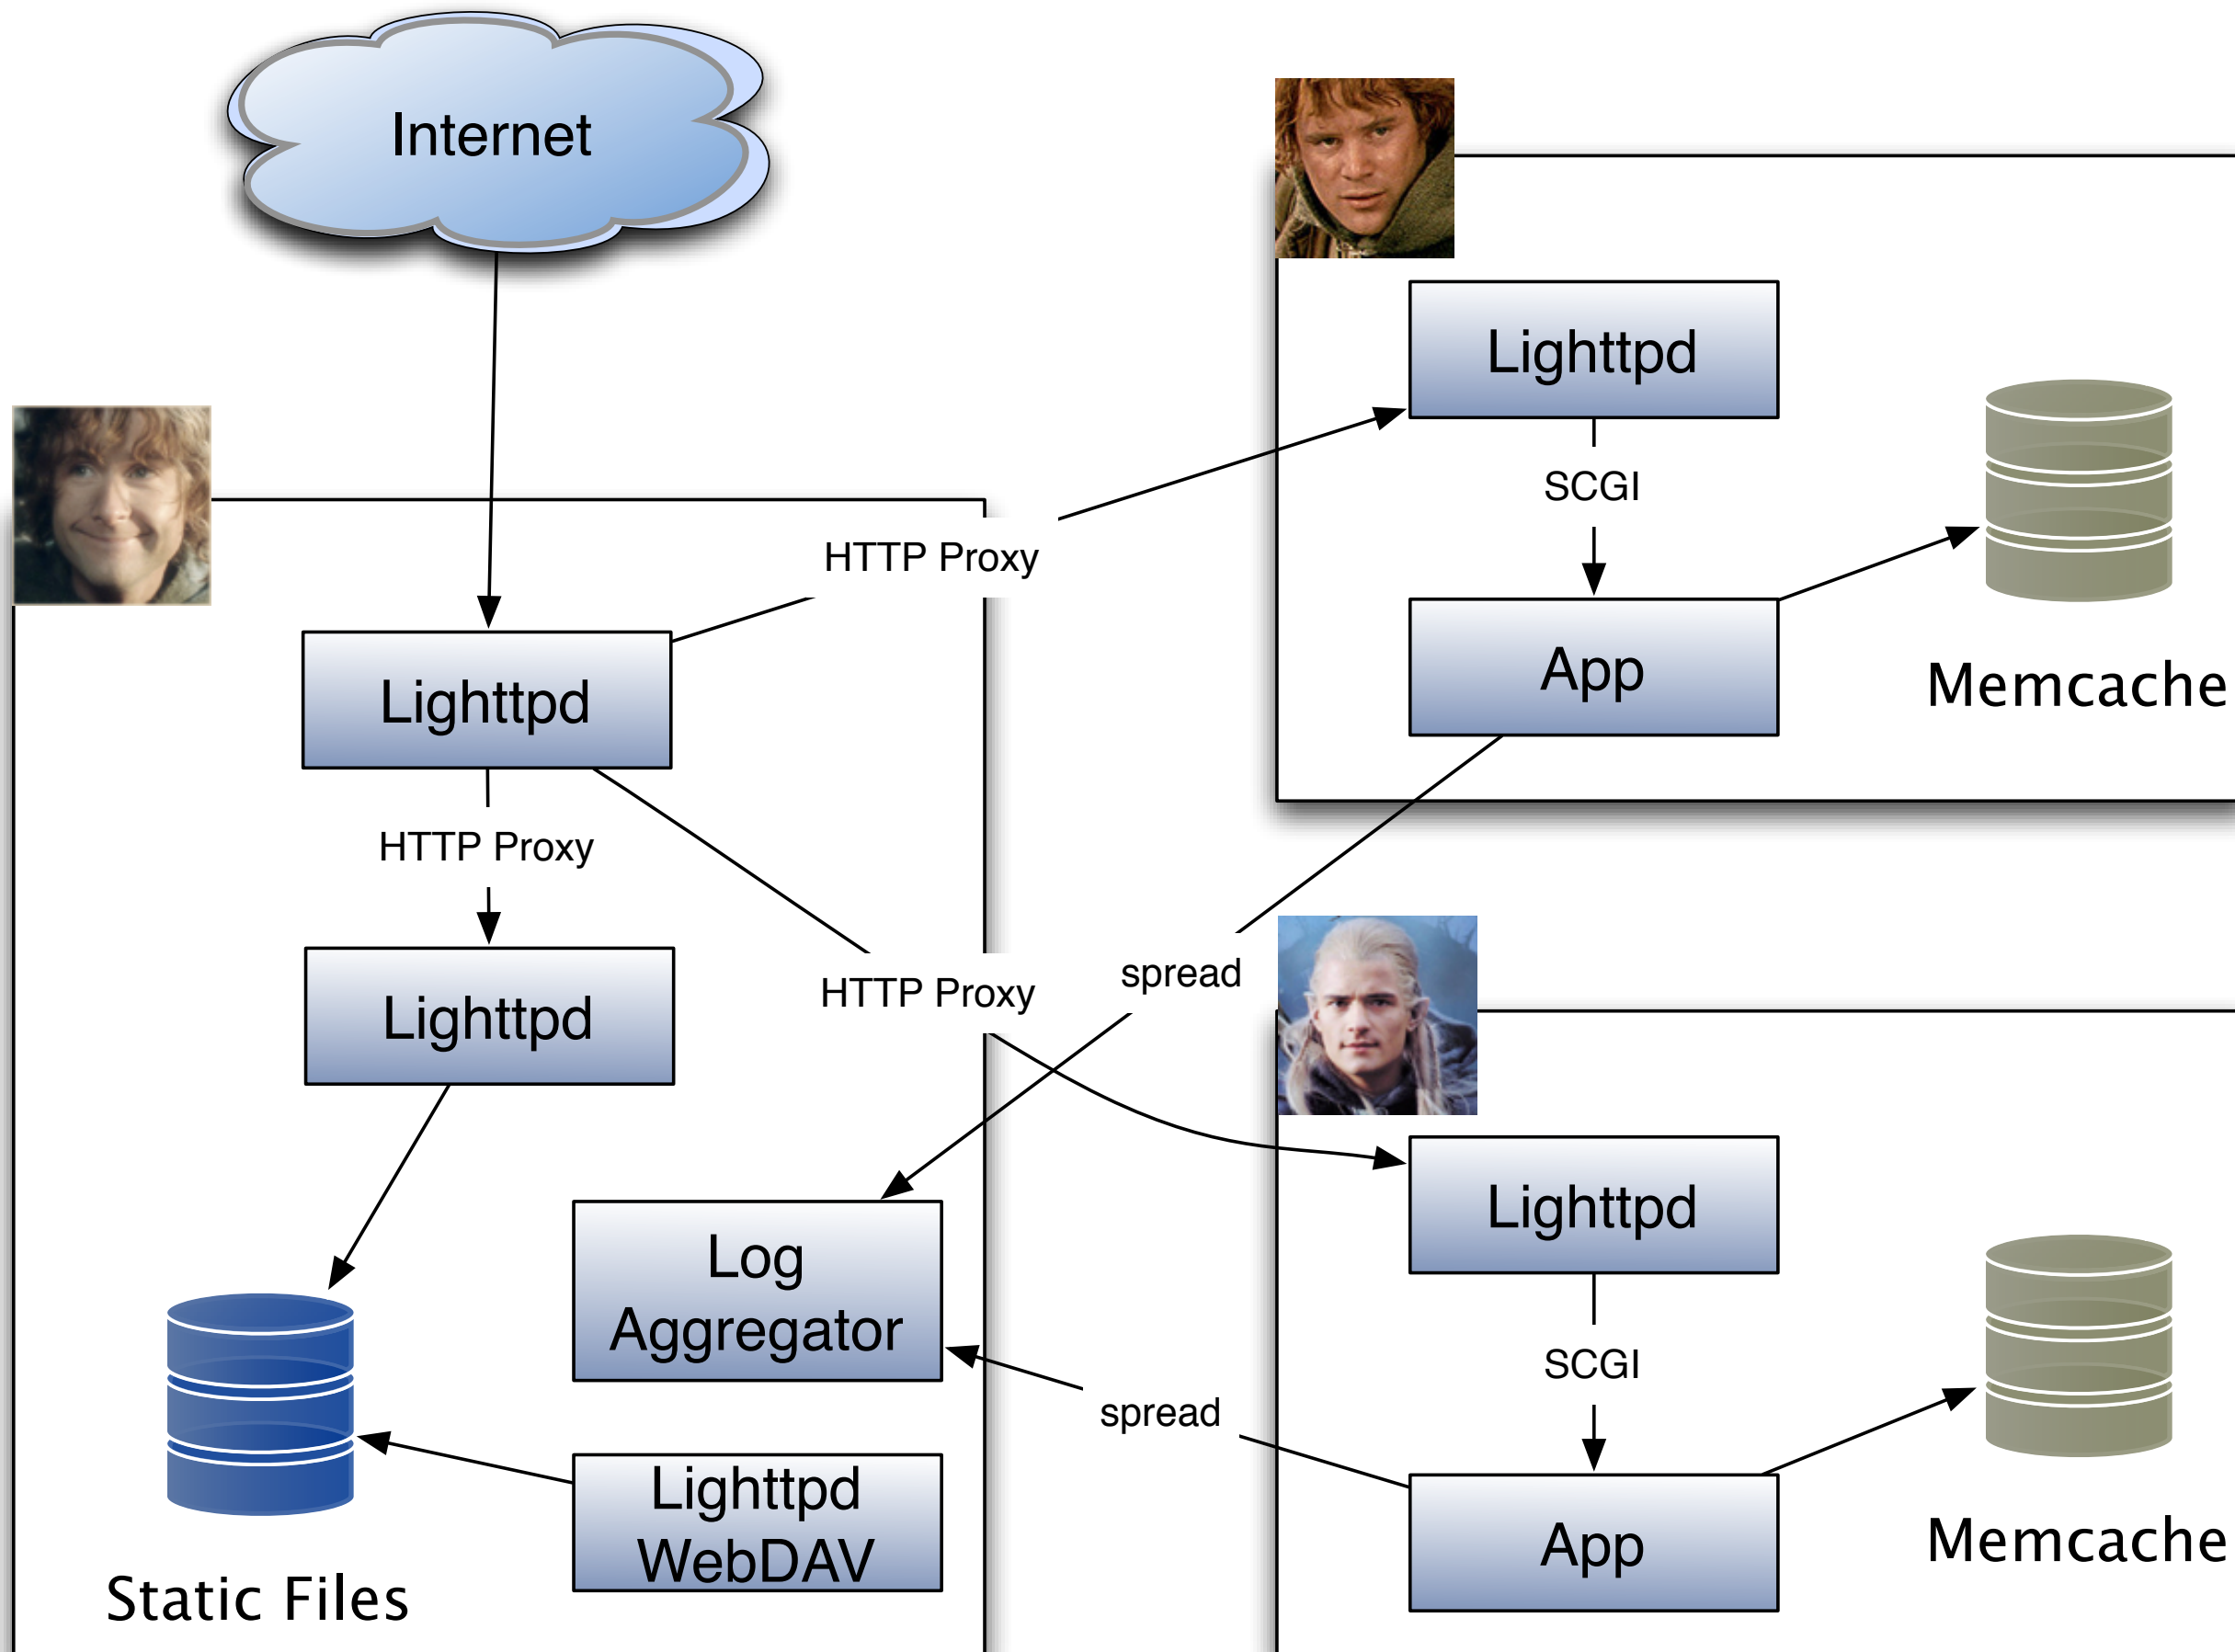 Internet
HTTP Proxy
Lighttpd
HTTP Proxy
Lighttpd
HTTP Proxy
spread
Log
Aggregator
spread
Lighttpd
WebDAV
Static Files
Lighttpd
SCGI
App
Memcache
Lighttpd
SCGI
App
Memcache